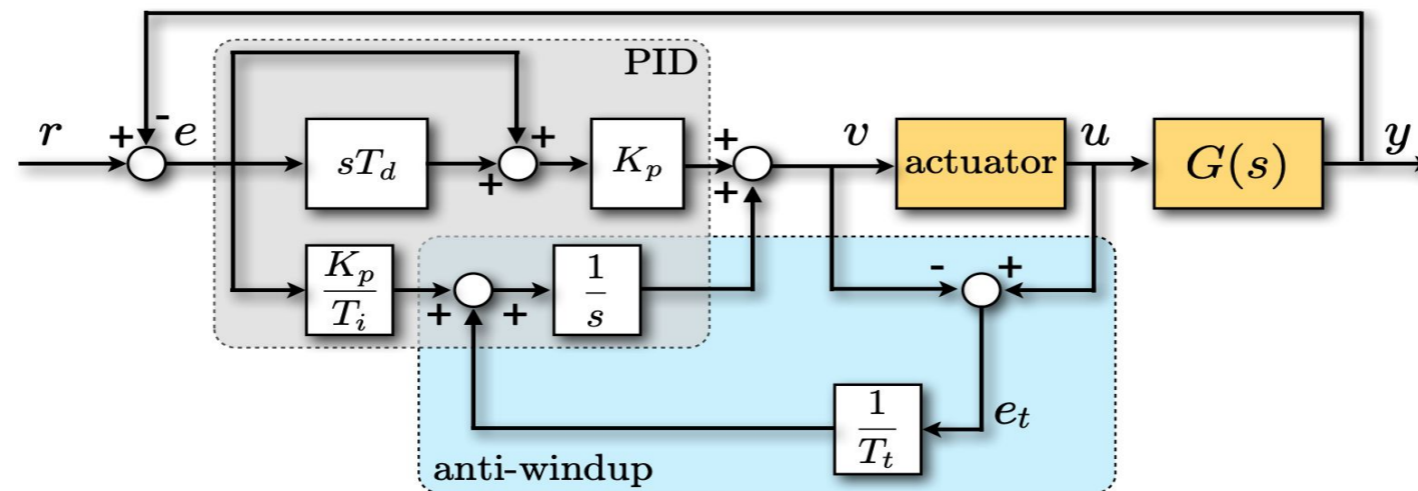 PID
r
+
-
e
sT_d
+
+
K_p
+
+
v
actuator
u
G(s)
y
K_p
T_i
+
+
1
s
-
+
1
T_t
e_t
anti-windup